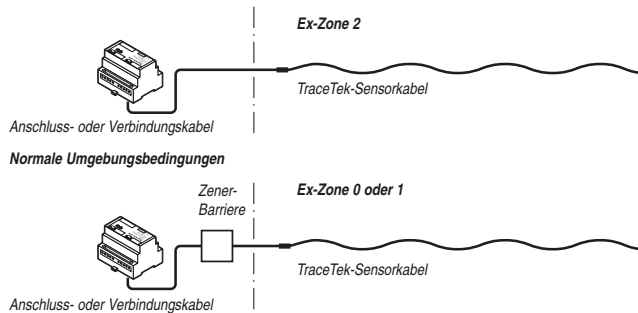 Ex-Zone 2
TraceTek-Sensorkabel
Anschluss- oder Verbindungskabel
Normale Umgebungsbedingungen
Zener-
Barriere
Ex-Zone 0 oder 1
TraceTek-Sensorkabel
Anschluss- oder Verbindungskabel